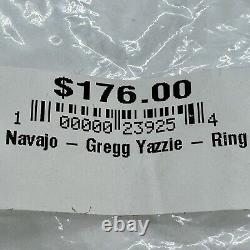 $176.00
1 00000 23925 4
Navajo – Gregg Yazzie – Ring